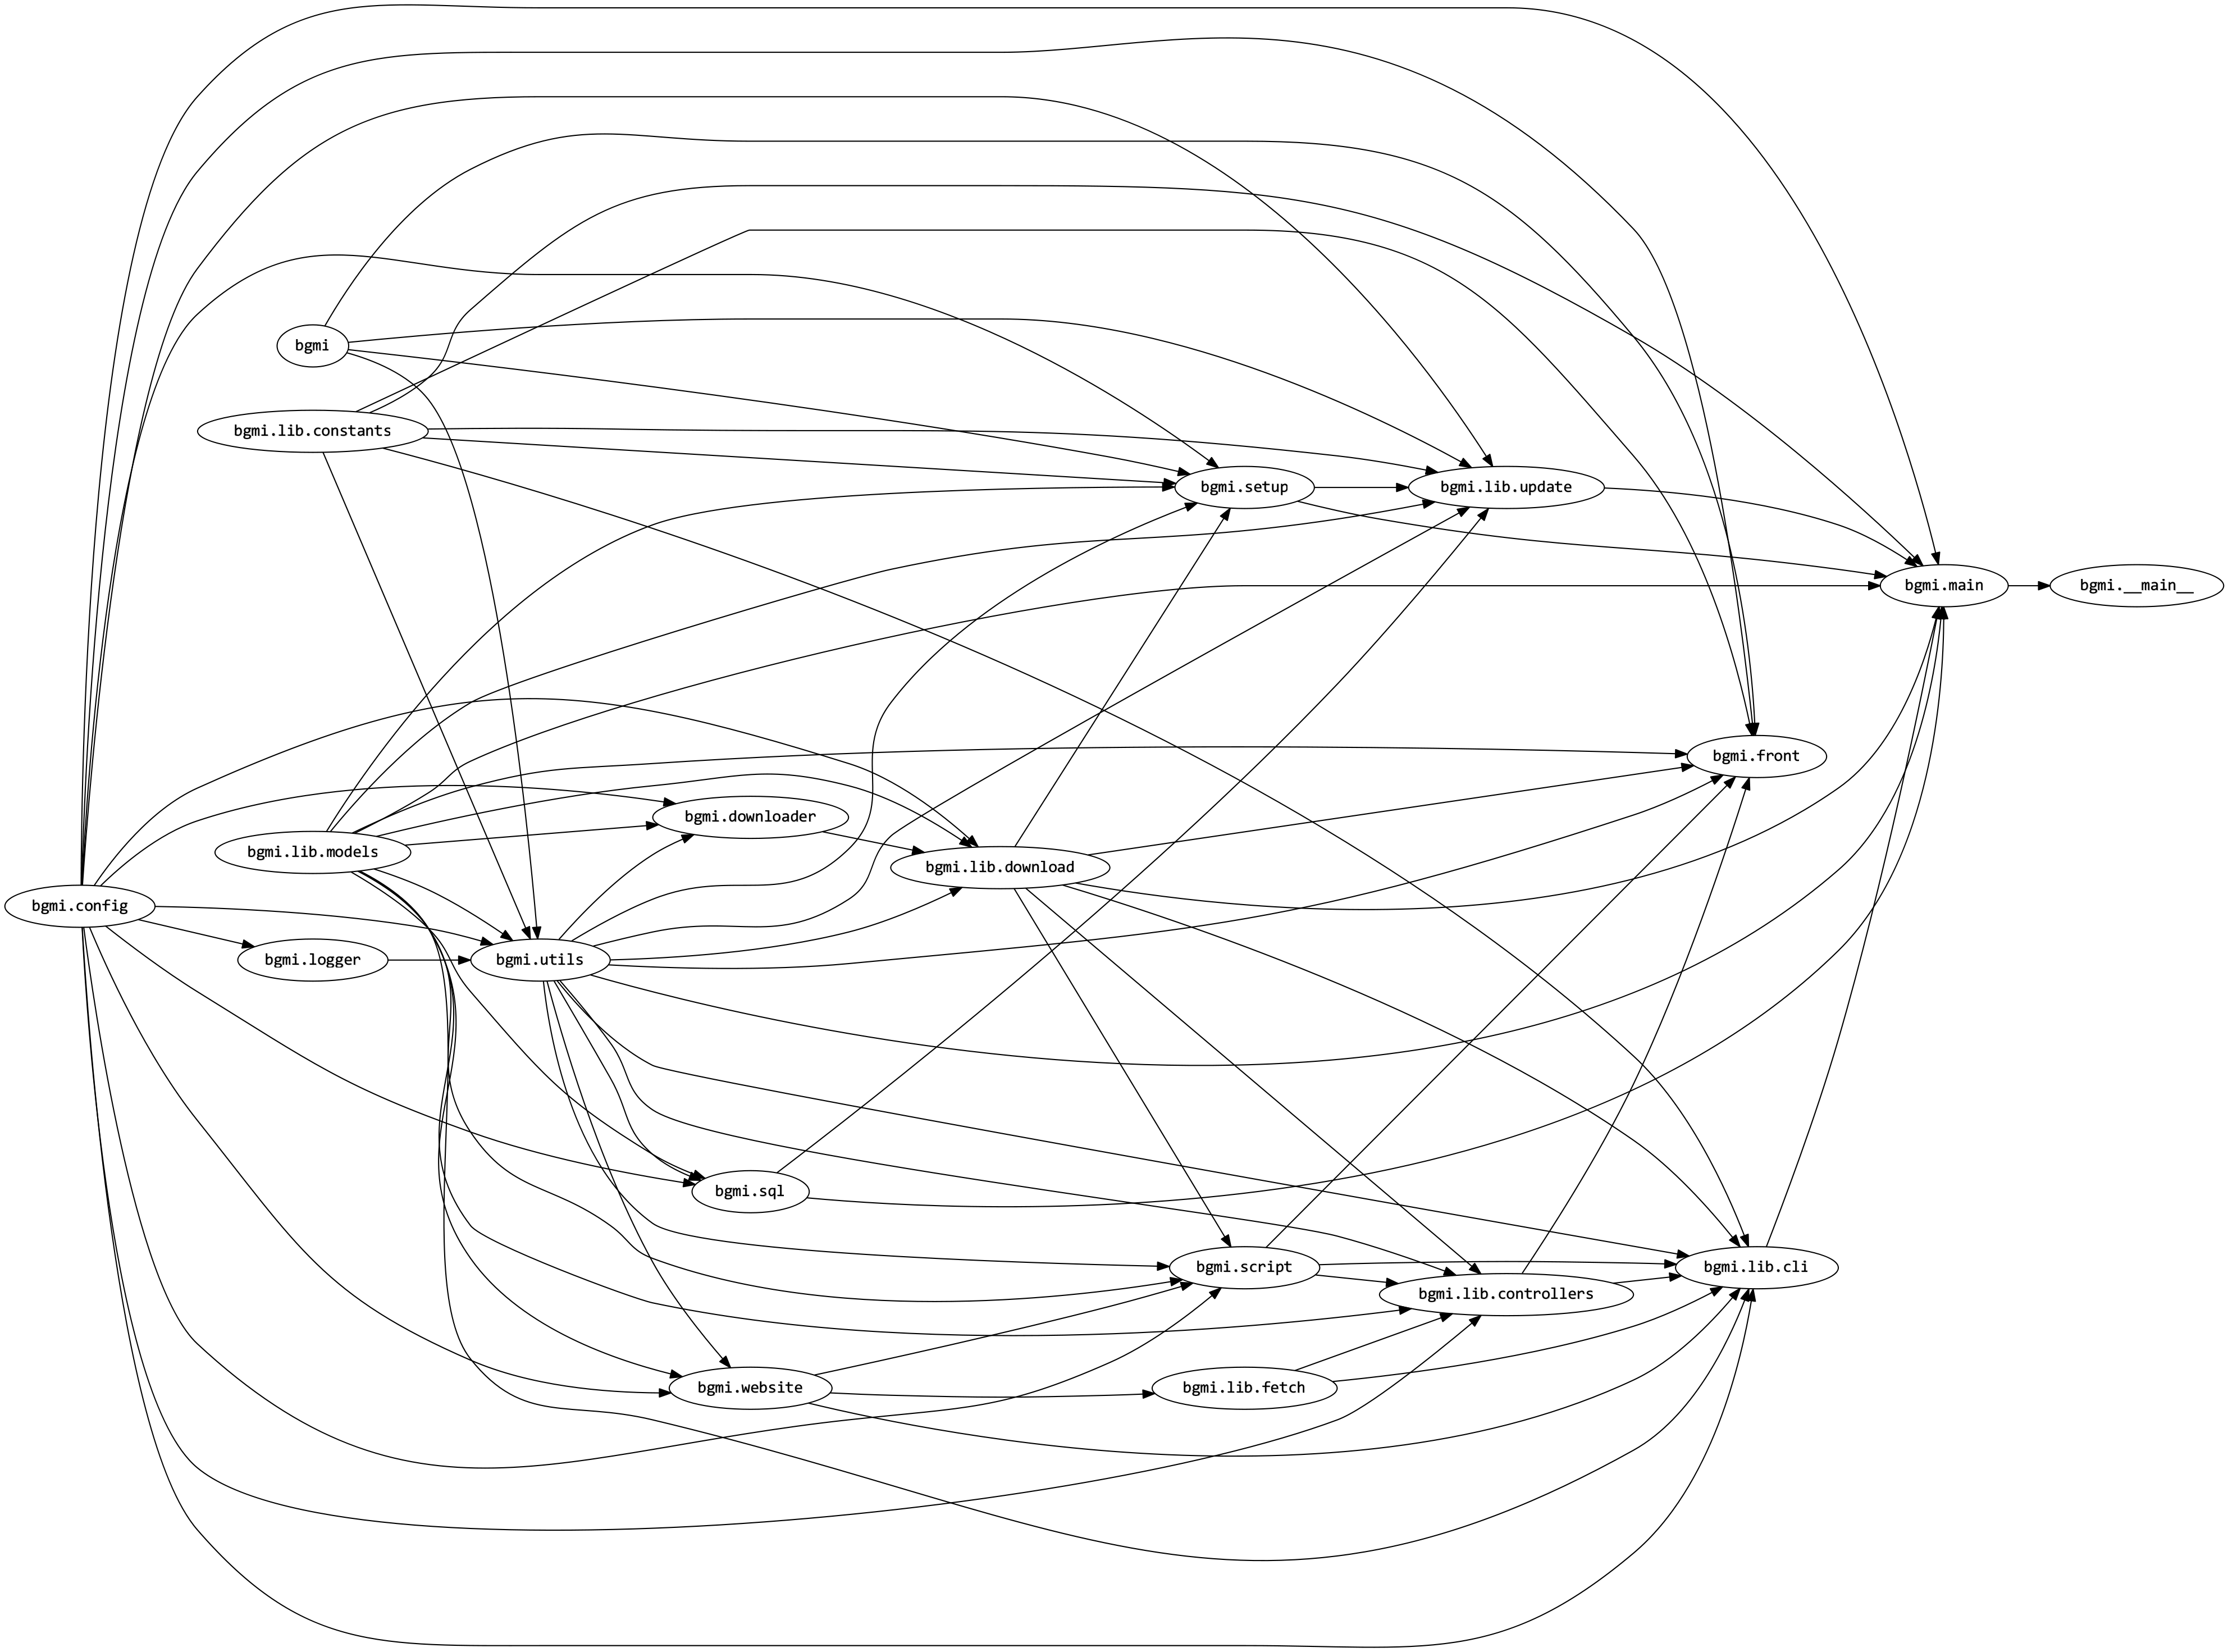 bgmi
bgmi.lib.constants
bgmi.setup
bgmi.lib.update
bgmi.main
bgmi.__main__
bgmi.front
bgmi.downloader
bgmi.lib.models
bgmi.lib.download
bgmi.config
bgmi.logger
bgmi.utils
bgmi.sql
bgmi.script
bgmi.lib.cli
bgmi.lib.controllers
bgmi.website
bgmi.lib.fetch